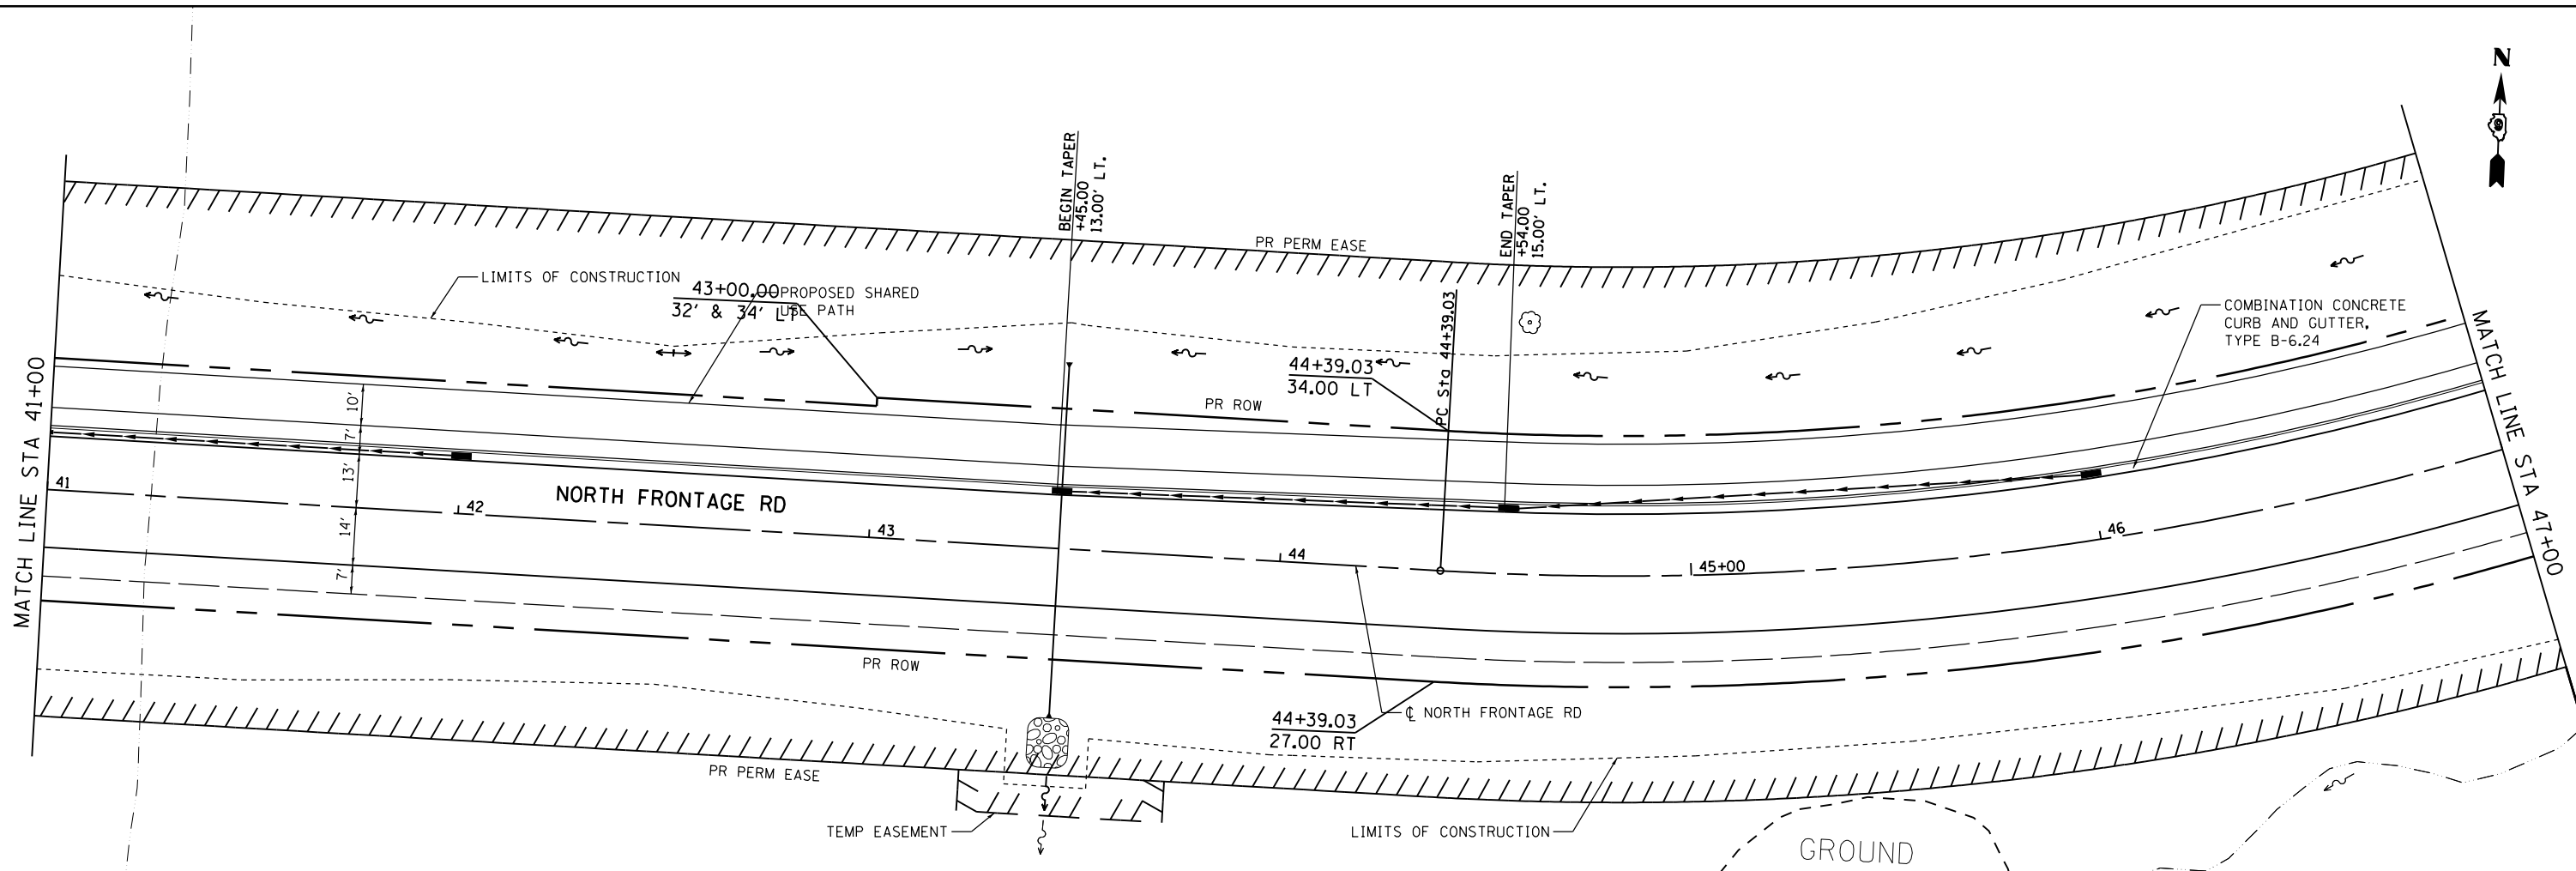 N
BEGIN TAPER
+45.00
13.00' LT.
END TAPER
+54.00
15.00' LT.
PR PERM EASE
LIMITS OF CONSTRUCTION
43+00.00
32' & 34' LT
PROPOSED SHARED
USE PATH
PC Sta 44+39.03
44+39.03
34.00 LT
COMBINATION CONCRETE
CURB AND GUTTER,
TYPE B-6.24
MATCH LINE STA 41+00
MATCH LINE STA 47+00
PR ROW
10'
7'
13'
14'
7'
41
42
NORTH FRONTAGE RD
43
44
45+00
46
PR ROW
44+39.03
27.00 RT
℄ NORTH FRONTAGE RD
PR PERM EASE
TEMP EASEMENT
LIMITS OF CONSTRUCTION
GROUND